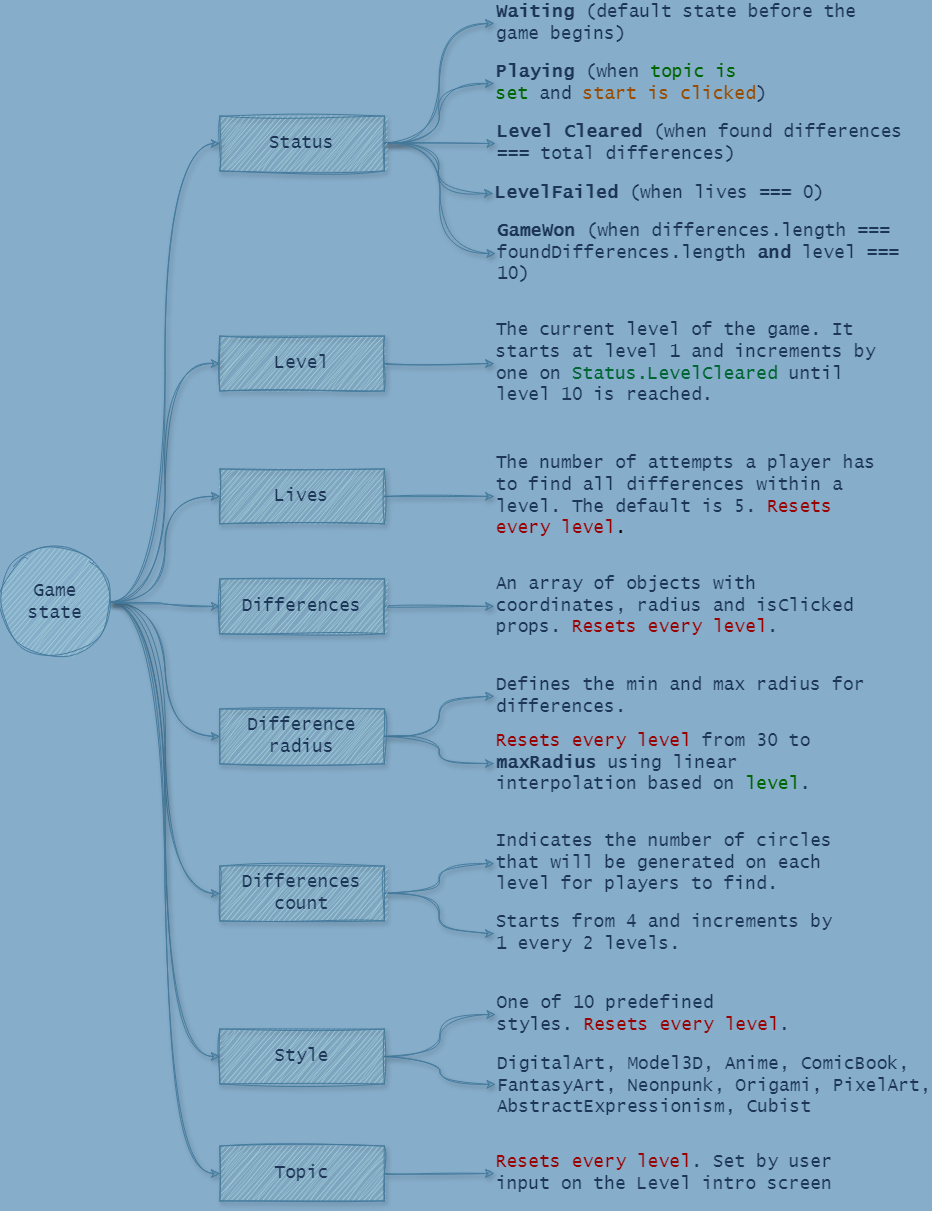 Game
state
Status
Waiting (default state before the
game begins)
Playing (when topic is
set and start is clicked)
Level Cleared (when found differences
=== total differences)
LevelFailed (when lives === 0)
GameWon (when differences.length ===
foundDifferences.length and level ===
10)
Level
The current level of the game. It
starts at level 1 and increments by
one on Status.LevelCleared until
level 10 is reached.
Lives
The number of attempts a player has
to find all differences within a
level. The default is 5. Resets
every level.
Differences
An array of objects with
coordinates, radius and isClicked
props. Resets every level.
Difference
radius
Defines the min and max radius for
differences.
Resets every level from 30 to
maxRadius using linear
interpolation based on level.
Differences
count
Indicates the number of circles
that will be generated on each
level for players to find.
Starts from 4 and increments by
1 every 2 levels.
Style
One of 10 predefined
styles. Resets every level.
DigitalArt, Model3D, Anime, ComicBook,
FantasyArt, Neonpunk, Origami, PixelArt,
AbstractExpressionism, Cubist
Topic
Resets every level. Set by user
input on the Level intro screen